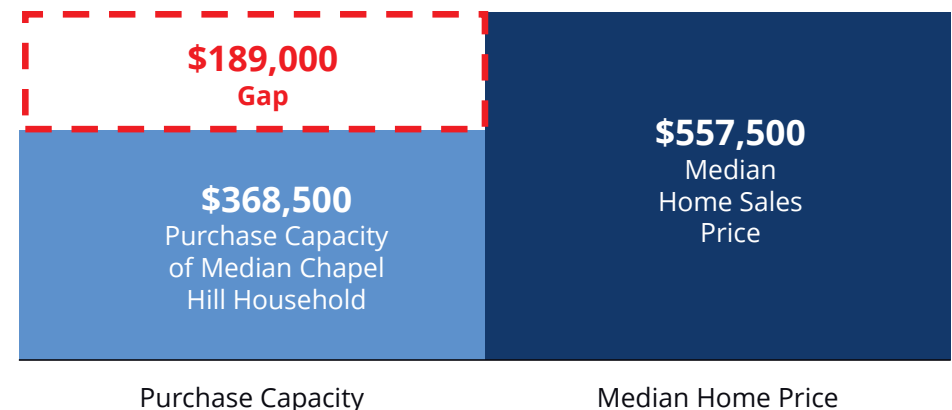 $189,000
Gap
$557,500
Median
Home Sales
Price
$368,500
Purchase Capacity
of Median Chapel
Hill Household
Purchase Capacity
Median Home Price